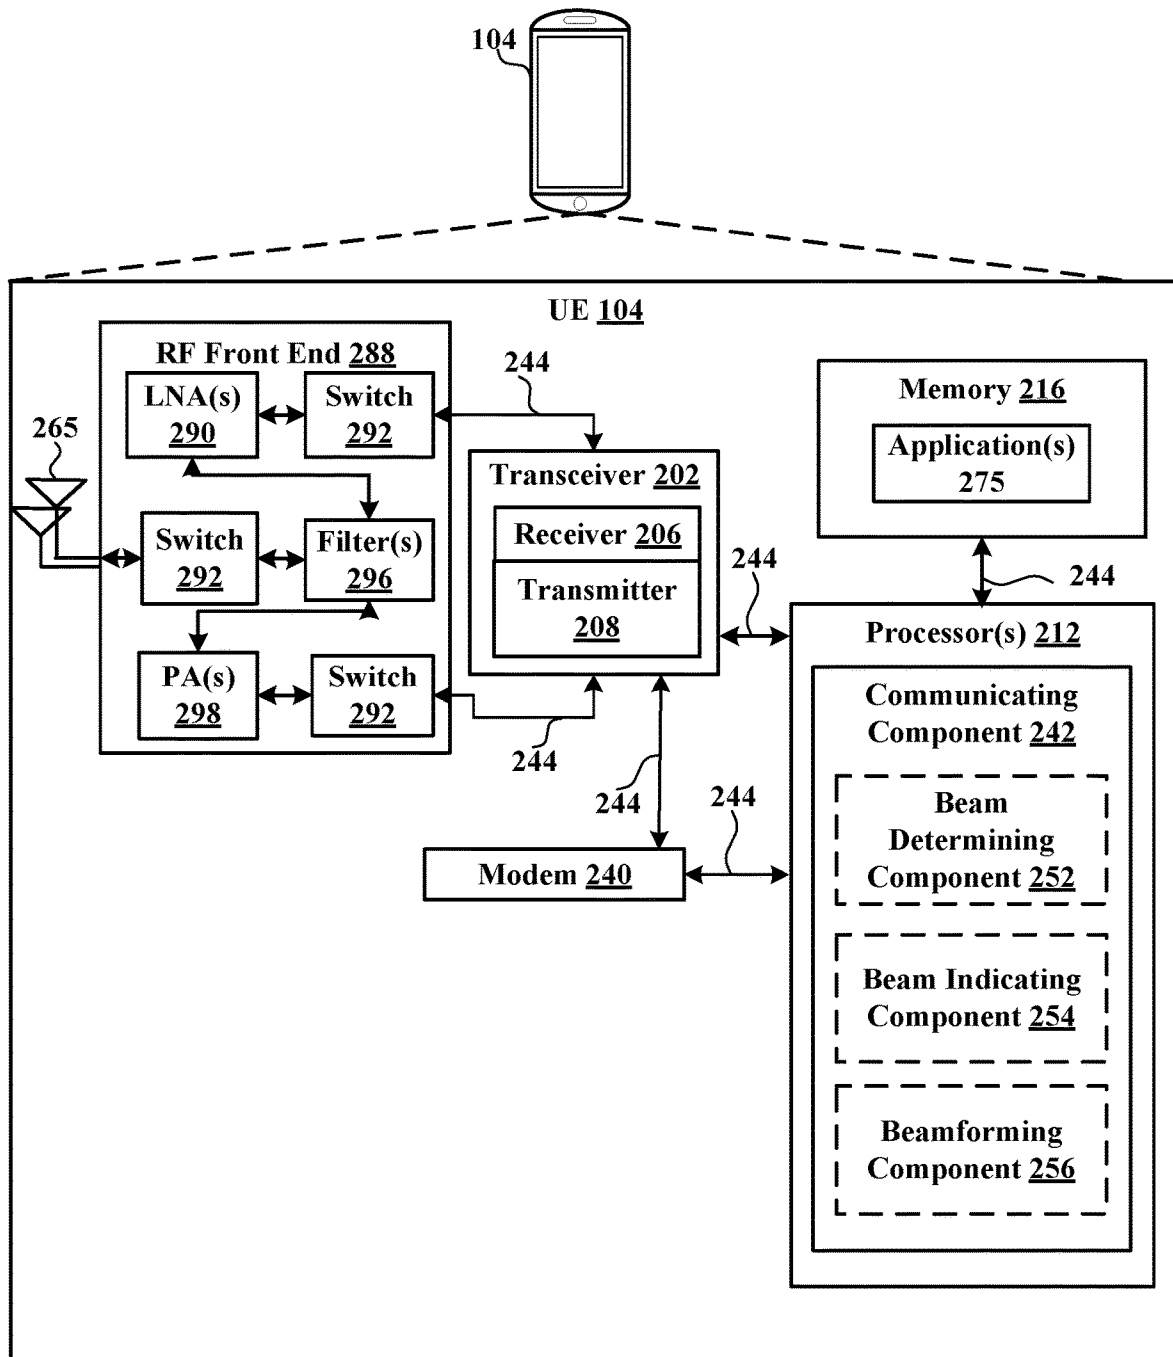 104
UE 104
RF Front End 288
LNA(s)
290
Switch
292
244
265
Switch
292
Filter(s)
296
PA(s)
298
Switch
292
244
Transceiver 202
Receiver 206
Transmitter
208
244
244
Modem 240
244
Memory 216
Application(s)
275
244
Processor(s) 212
Communicating
Component 242
Beam
Determining
Component 252
Beam Indicating
Component 254
Beamforming
Component 256